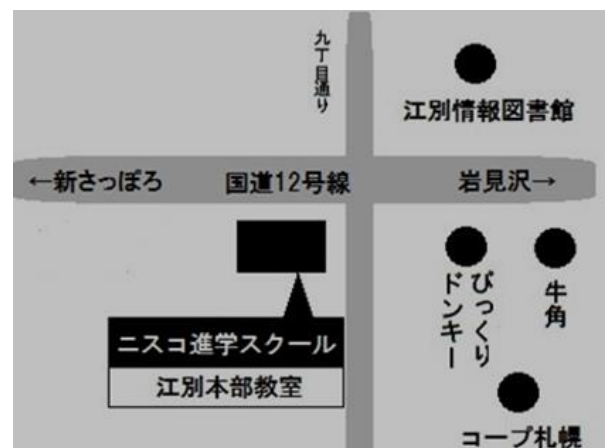 九丁目通り
江別情報図書館
←新さっぽろ
国道12号線
岩見沢→
びっくり
ドンキー
牛角
ニスコ進学スクール
江別本部教室
コープ札幌